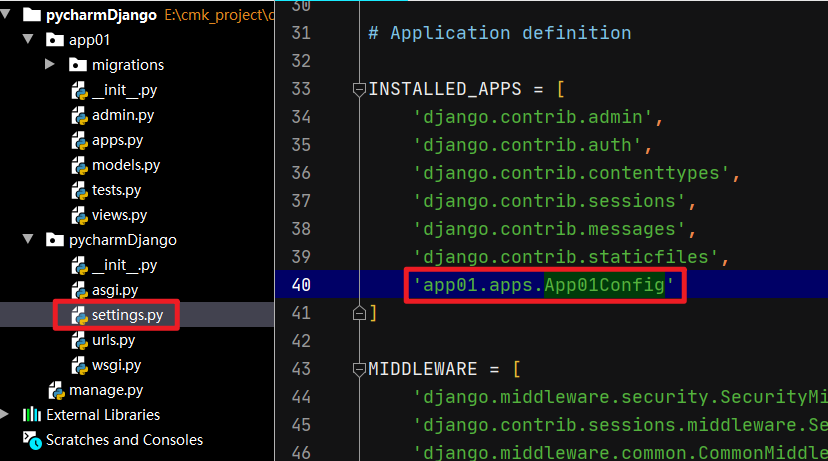 pycharmDjango E:\cmk_project\c
app01
migrations
__init__.py
admin.py
apps.py
models.py
tests.py
views.py
pycharmDjango
__init__.py
asgi.py
settings.py
urls.py
wsgi.py
manage.py
External Libraries
Scratches and Consoles
30
31 # Application definition
32
33 INSTALLED_APPS = [
34 'django.contrib.admin',
35 'django.contrib.auth',
36 'django.contrib.contenttypes',
37 'django.contrib.sessions',
38 'django.contrib.messages',
39 'django.contrib.staticfiles',
40 'app01.apps.App01Config'
41 ]
42
43 MIDDLEWARE = [
44 'django.middleware.security.SecurityMi
45 'django.contrib.sessions.middleware.Se
46 'django.middleware.common.CommonMiddle